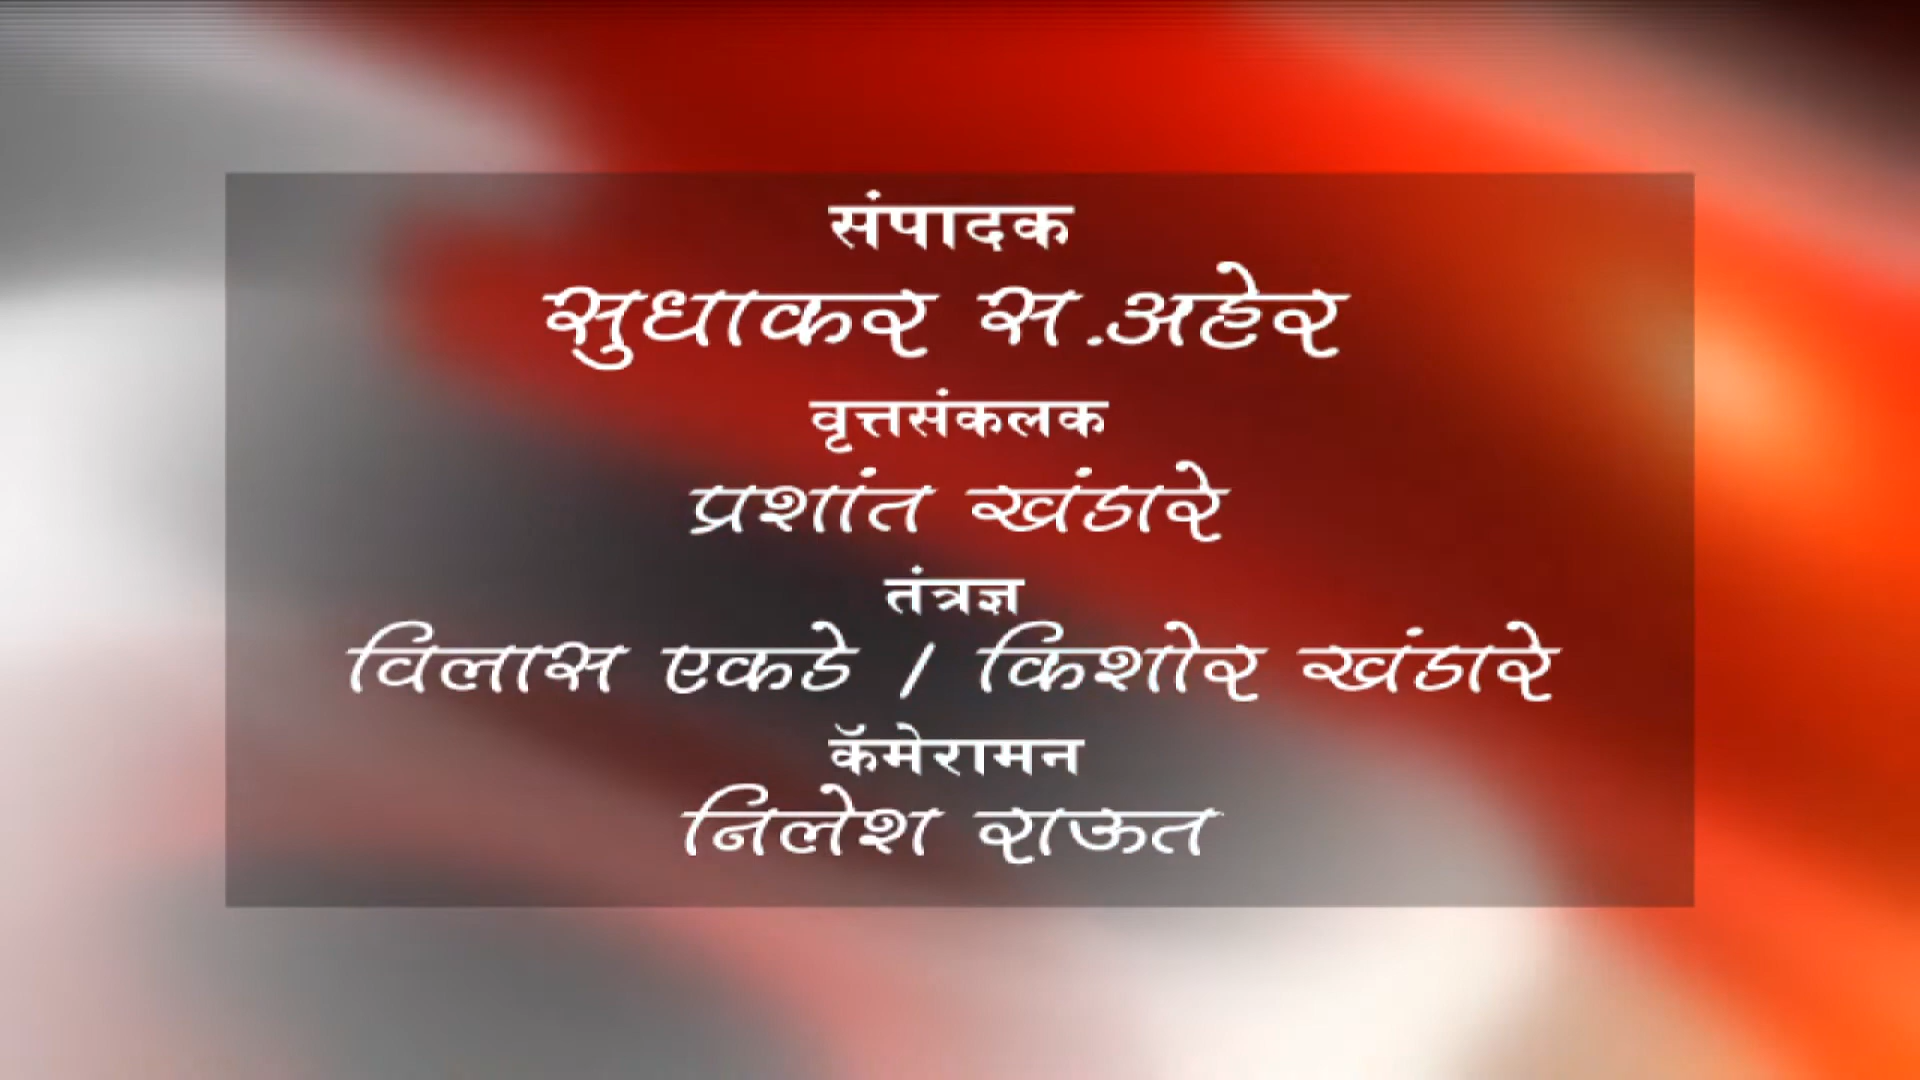 संपादक
सुधाकर स.अहेर
वृत्तसंकलक
प्रशांत खंडारे
तंत्रज्ञ
विलास एकडे / किशोर खंडारे
कॅमेरामन
निलेश राऊत